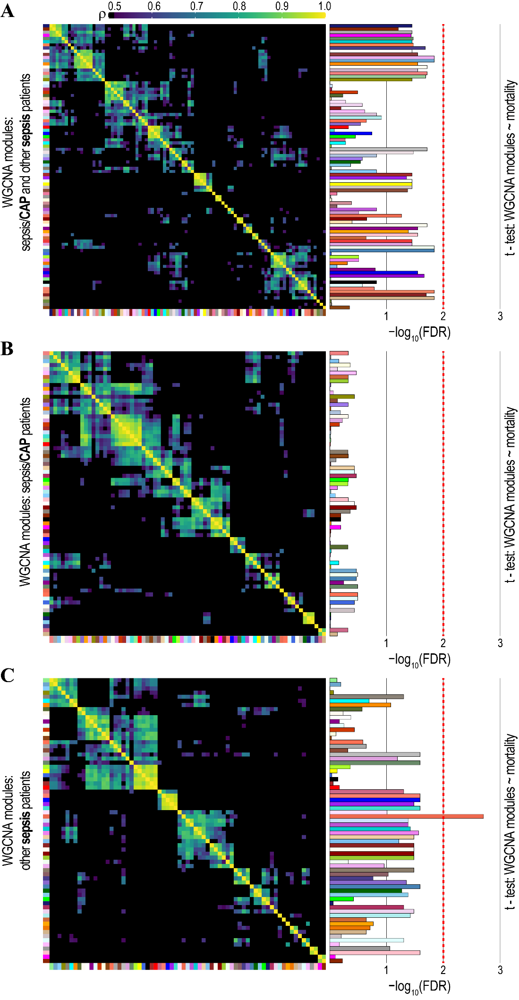 A
ρ 0.5 0.6 0.7 0.8 0.9 1.0
WGCNA modules:
sepsis/CAP and other sepsis patients
t - test: WGCNA modules ~ mortality
1 2 3
−log10(FDR)
B
WGCNA modules: sepsis/CAP patients
t - test: WGCNA modules ~ mortality
1 2 3
−log10(FDR)
C
WGCNA modules:
other sepsis patients
t - test: WGCNA modules ~ mortality
1 2 3
−log10(FDR)